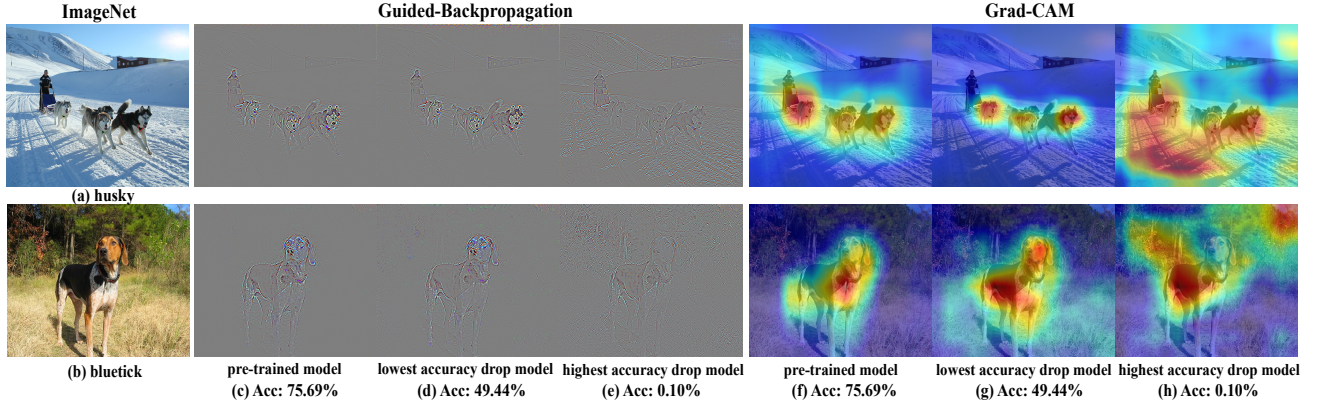 ImageNet
Guided-Backpropagation
Grad-CAM
(a) husky
(b) bluetick
pre-trained model
lowest accuracy drop model
highest accuracy drop model
pre-trained model
lowest accuracy drop model
highest accuracy drop model
(c) Acc: 75.69%
(d) Acc: 49.44%
(e) Acc: 0.10%
(f) Acc: 75.69%
(g) Acc: 49.44%
(h) Acc: 0.10%